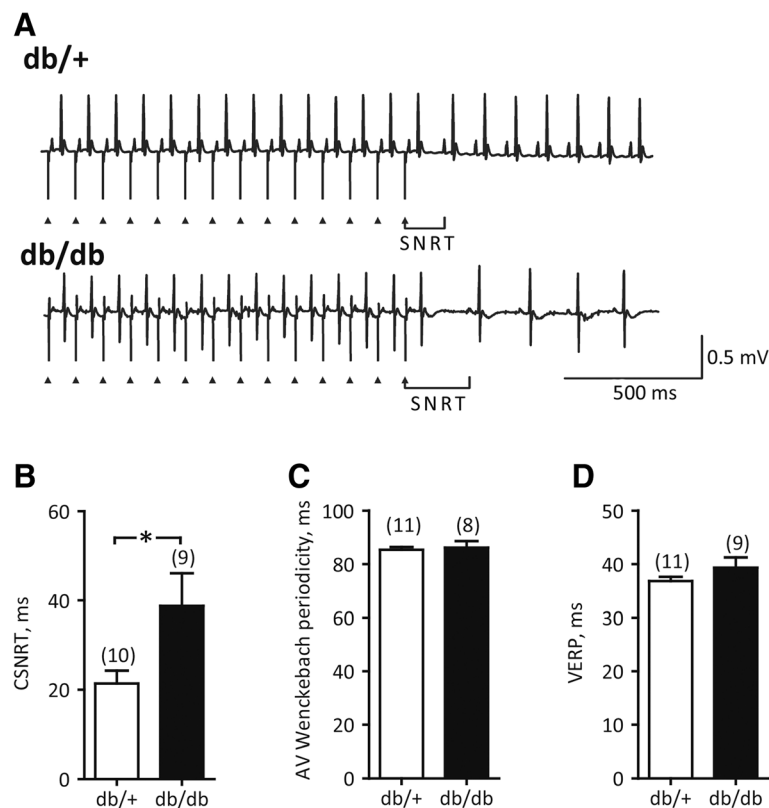 A
db/+
SNRT
db/db
SNRT
0.5 mV
500 ms
B
CSNRT, ms
60
40
20
0
*
(10)
(9)
db/+
db/db
C
AV Wenckebach periodicity, ms
100
80
60
40
20
0
(11)
(8)
db/+
db/db
D
VERP, ms
50
40
30
20
10
0
(11)
(9)
db/+
db/db